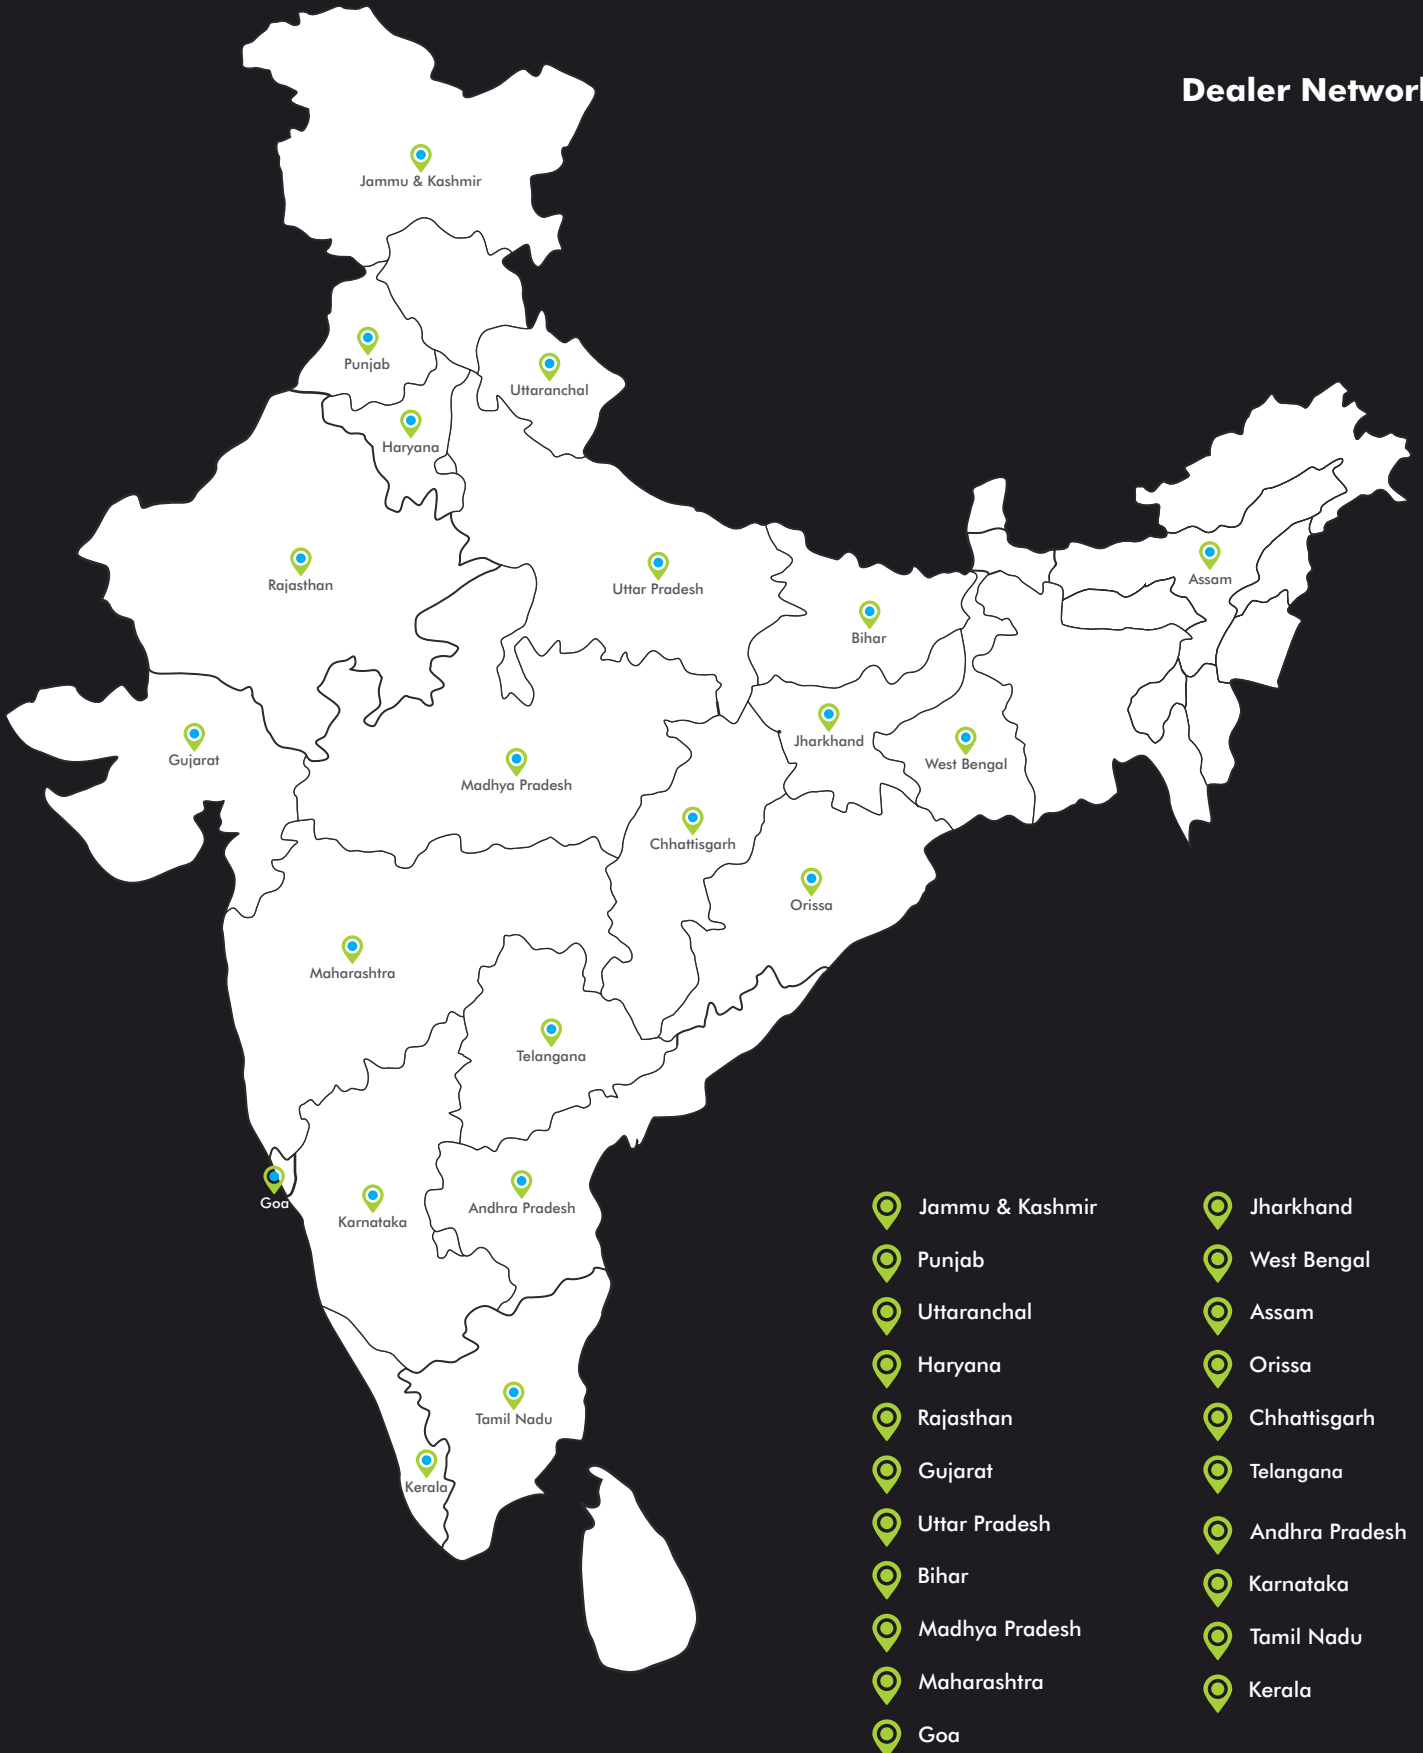 Dealer Network
Jammu & Kashmir
Punjab
Uttaranchal
Haryana
Rajasthan
Uttar Pradesh
Assam
Bihar
Gujarat
Madhya Pradesh
Jharkhand
West Bengal
Chhattisgarh
Orissa
Maharashtra
Telangana
Goa
Karnataka
Andhra Pradesh
Tamil Nadu
Kerala
Jammu & Kashmir
Punjab
Uttaranchal
Haryana
Rajasthan
Gujarat
Uttar Pradesh
Bihar
Madhya Pradesh
Maharashtra
Goa
Jharkhand
West Bengal
Assam
Orissa
Chhattisgarh
Telangana
Andhra Pradesh
Karnataka
Tamil Nadu
Kerala